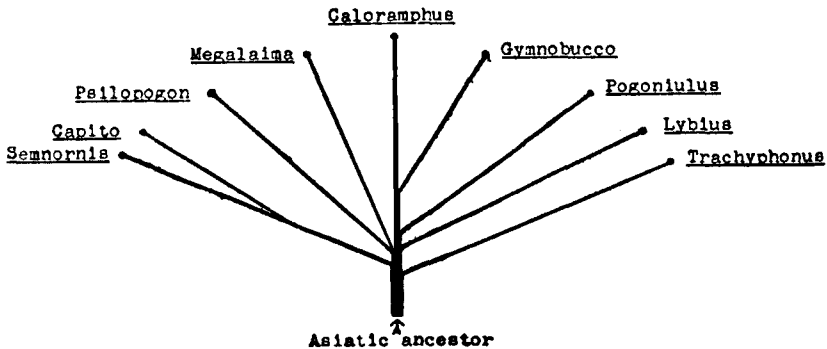 Caloramphus
Megalaima
Gymnobucco
Psilopogon
Pogoniulus
Capito
Lybius
Semnornis
Trachyphonus
Asiatic ancestor